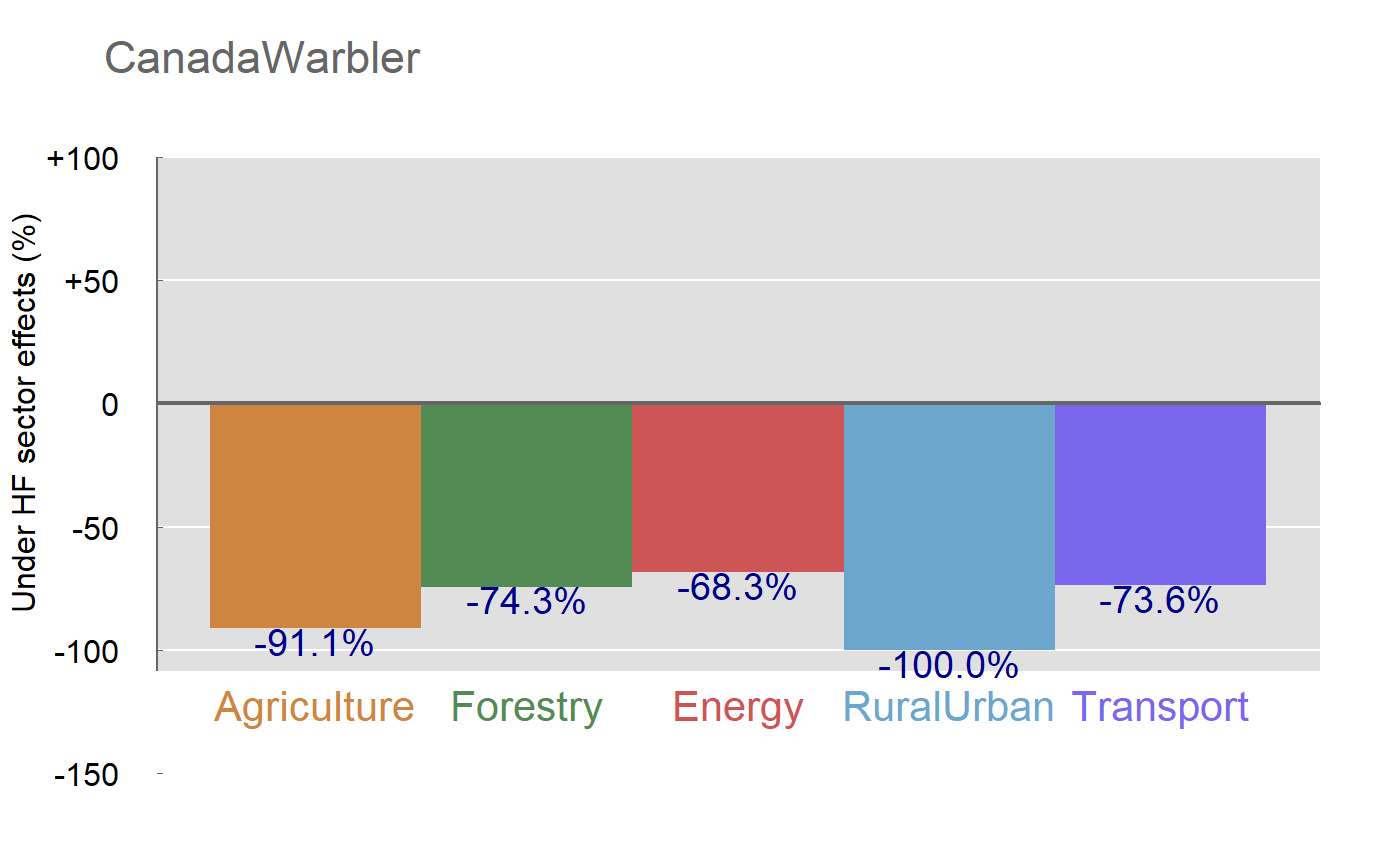 CanadaWarbler
Under HF sector effects (%)
+100
+50
0
-50
-100
-150
-91.1%
-74.3%
-68.3%
-100.0%
-73.6%
Agriculture
Forestry
Energy
RuralUrban
Transport